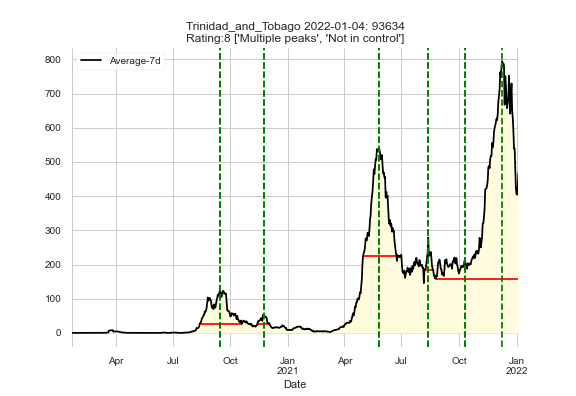 Trinidad_and_Tobago 2022-01-04: 93634
Rating:8 ['Multiple peaks', 'Not in control']
Average-7d
800
700
600
500
400
300
200
100
0
Apr Jul Oct Jan Apr Jul Oct Jan
2021 2022
Date